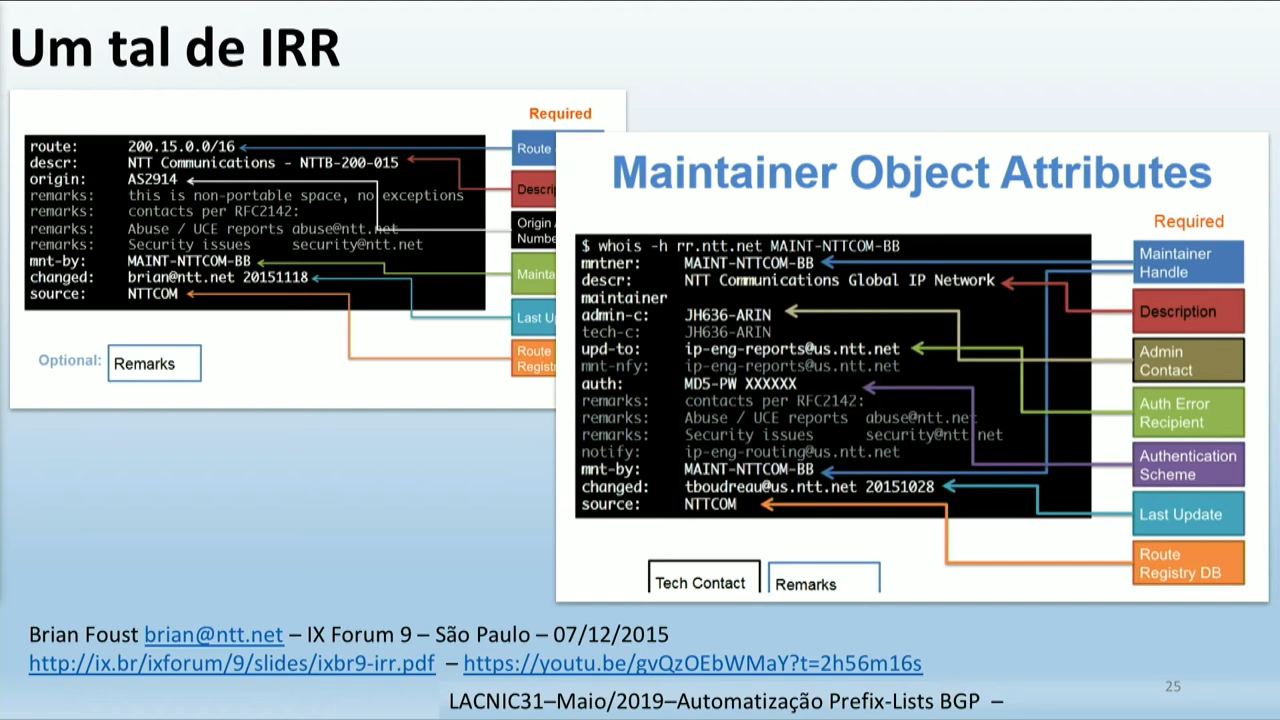 Um tal de IRR
Required
route: 200.15.0.0/16
descr: NTT Communications - NTTB-200-015
origin: AS2914
remarks: this is non-portable space, no exceptions
remarks: contacts per RFC2142:
remarks: Abuse / UCE reports abuse@ntt.net
remarks: Security issues security@ntt.net
mnt-by: MAINT-NTTCOM-BB
changed: brian@ntt.net 20151118
source: NTTCOM
Route
Origin
Last
Route
Optional:
Remarks
Maintainer Object Attributes
Required
$ whois -h rr.ntt.net MAINT-NTTCOM-BB
mntner: MAINT-NTTCOM-BB
descr: NTT Communications Global IP Network
maintainer
admin-c: JH636-ARIN
tech-c: JH636-ARIN
upd-to: ip-eng-reports@us.ntt.net
mnt-nfy: ip-eng-reports@us.ntt.net
auth: MD5-PW XXXXXX
remarks: contacts per RFC2142:
remarks: Abuse / UCE reports abuse@ntt.net
remarks: Security issues security@ntt.net
notify: ip-eng-routing@us.ntt.net
mnt-by: MAINT-NTTCOM-BB
changed: tboudreau@us.ntt.net 20151028
source: NTTCOM
Maintainer
Handle
Description
Admin
Contact
Auth Error
Recipient
Authentication
Scheme
Last Update
Route
Registry DB
Tech Contact
Remarks
Brian Foust brian@ntt.net – IX Forum 9 – São Paulo – 07/12/2015
http://ix.br/ixforum/9/slides/ixbr9-irr.pdf – https://youtu.be/gvQzOEbWMaY?t=2h56m16s
LACNIC31–Maio/2019–Automatização Prefix-Lists BGP –
25